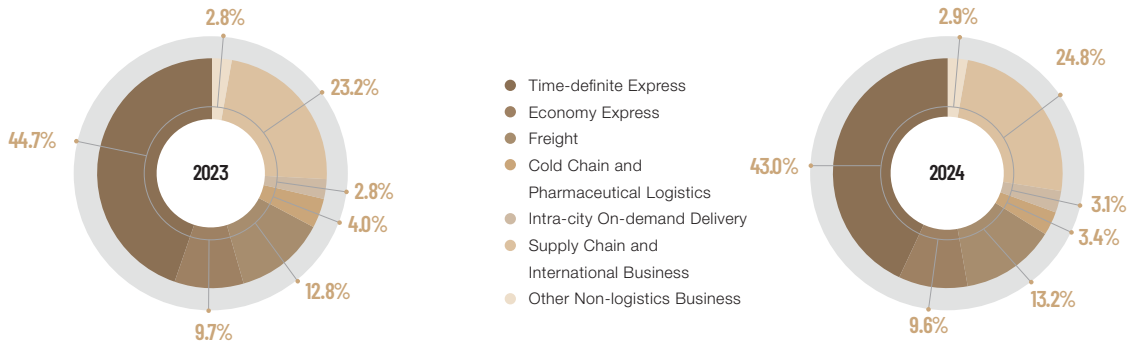 2.8%
23.2%
44.7%
2023
2.8%
4.0%
12.8%
9.7%
Time-definite Express
Economy Express
Freight
Cold Chain and
Pharmaceutical Logistics
Intra-city On-demand Delivery
Supply Chain and
International Business
Other Non-logistics Business
2.9%
24.8%
43.0%
2024
3.1%
3.4%
13.2%
9.6%